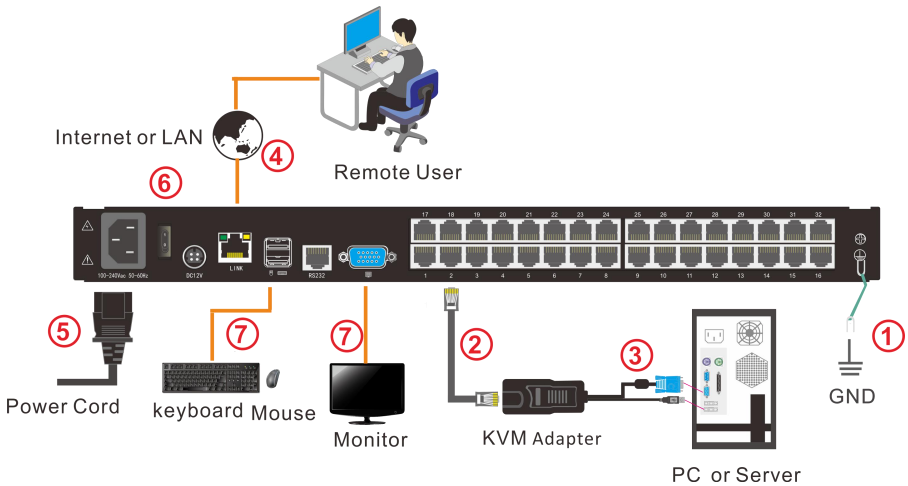 Internet or LAN
④
Remote User
⑥
17 18 19 20 21 22 23 24 25 26 27 28 29 30 31 32
LINK
100-240Vac 50-60Hz
DC12V
RS232
1 2 3 4 5 6 7 8 9 10 11 12 13 14 15 16
⑤
⑦
⑦
②
③
①
GND
Power Cord
keyboard Mouse
Monitor
KVM Adapter
PC or Server